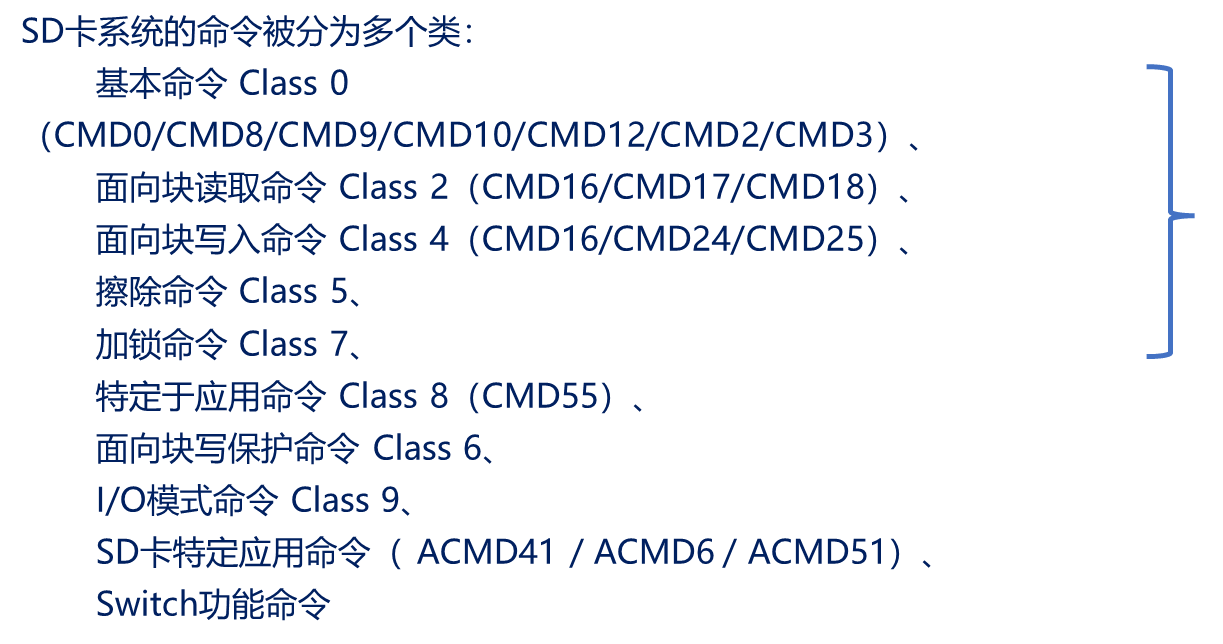 SD卡系统的命令被分为多个类：
基本命令 Class 0
（CMD0/CMD8/CMD9/CMD10/CMD12/CMD2/CMD3）、
面向块读取命令 Class 2（CMD16/CMD17/CMD18）、
面向块写入命令 Class 4（CMD16/CMD24/CMD25）、
擦除命令 Class 5、
加锁命令 Class 7、
特定于应用命令 Class 8（CMD55）、
面向块写保护命令 Class 6、
I/O模式命令 Class 9、
SD卡特定应用命令（ ACMD41 / ACMD6 / ACMD51）、
Switch功能命令